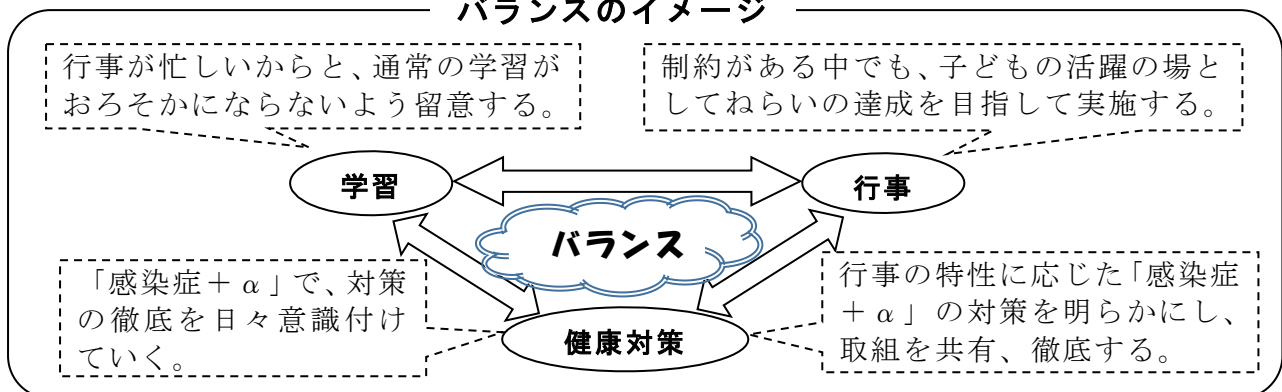 バランスのイメージ
行事が忙しいからと、通常の学習が
おろそかにならないよう留意する。
制約がある中でも、子どもの活躍の場と
してねらいの達成を目指して実施する。
学習
行事
バランス
「感染症+α」で、対策
の徹底を日々意識付け
ていく。
行事の特性に応じた「感染症
+α」の対策を明らかにし、
取組を共有、徹底する。
健康対策